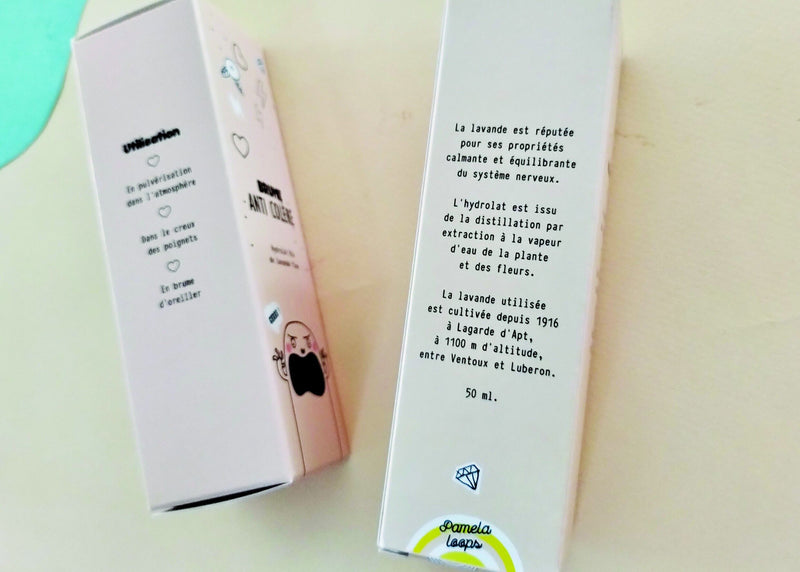 Utilisation
En pulvérisation
dans l'atmosphère
Dans le creux
des poignets
En brume
d'oreiller
BRUME
ANTI COLÈRE
La lavande est réputée
pour ses propriétés
calmante et équilibrante
du système nerveux.
L'hydrolat est issu
de la distillation par
extraction à la vapeur
d'eau de la plante
et des fleurs.
La lavande utilisée
est cultivée depuis 1916
à Lagarde d'Apt,
à 1100 m d'altitude,
entre Ventoux et Luberon.
50 ml.
Pamela
loops